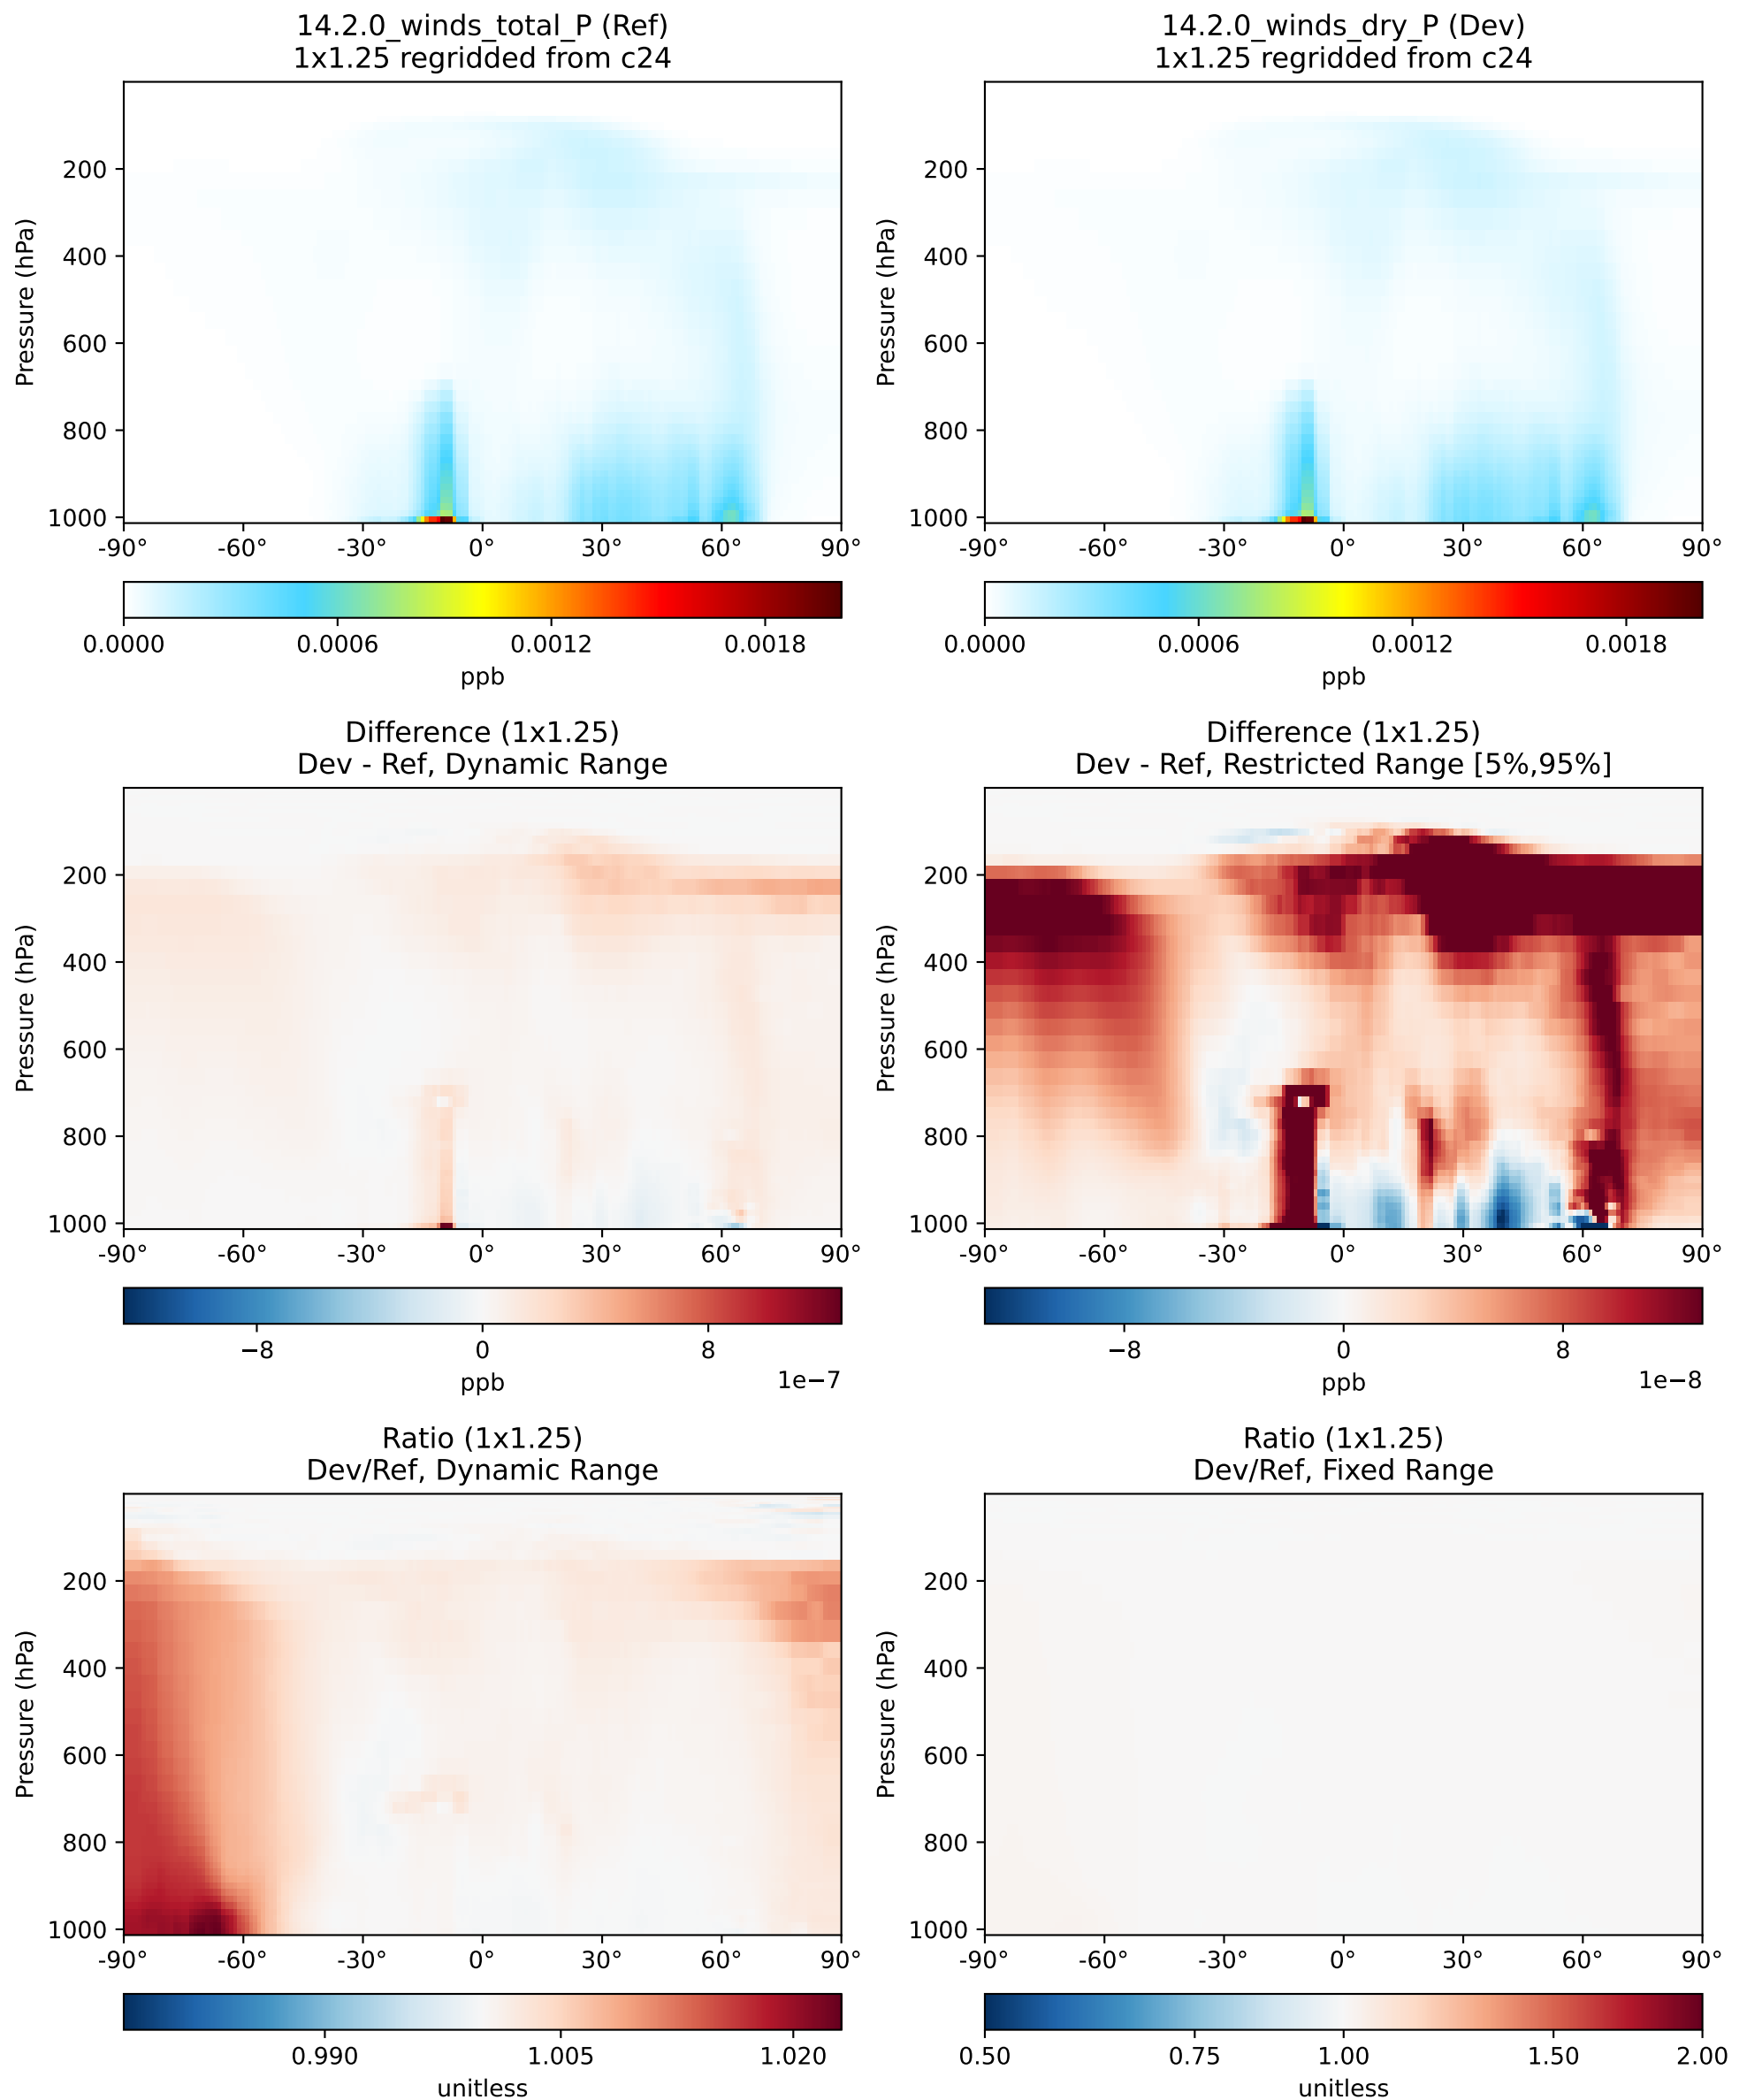 14.2.0_winds_total_P (Ref)
1x1.25 regridded from c24
14.2.0_winds_dry_P (Dev)
1x1.25 regridded from c24
Pressure (hPa)
200
400
600
800
1000
-90° -60° -30° 0° 30° 60° 90°
0.0000 0.0006 0.0012 0.0018
ppb
Pressure (hPa)
200
400
600
800
1000
-90° -60° -30° 0° 30° 60° 90°
0.0000 0.0006 0.0012 0.0018
ppb
Difference (1x1.25)
Dev - Ref, Dynamic Range
Pressure (hPa)
200
400
600
800
1000
-90° -60° -30° 0° 30° 60° 90°
−8 0 8
ppb
1e−7
Difference (1x1.25)
Dev - Ref, Restricted Range [5%,95%]
Pressure (hPa)
200
400
600
800
1000
-90° -60° -30° 0° 30° 60° 90°
−8 0 8
ppb
1e−8
Ratio (1x1.25)
Dev/Ref, Dynamic Range
Pressure (hPa)
200
400
600
800
1000
-90° -60° -30° 0° 30° 60° 90°
0.990 1.005 1.020
unitless
Ratio (1x1.25)
Dev/Ref, Fixed Range
Pressure (hPa)
200
400
600
800
1000
-90° -60° -30° 0° 30° 60° 90°
0.50 0.75 1.00 1.50 2.00
unitless